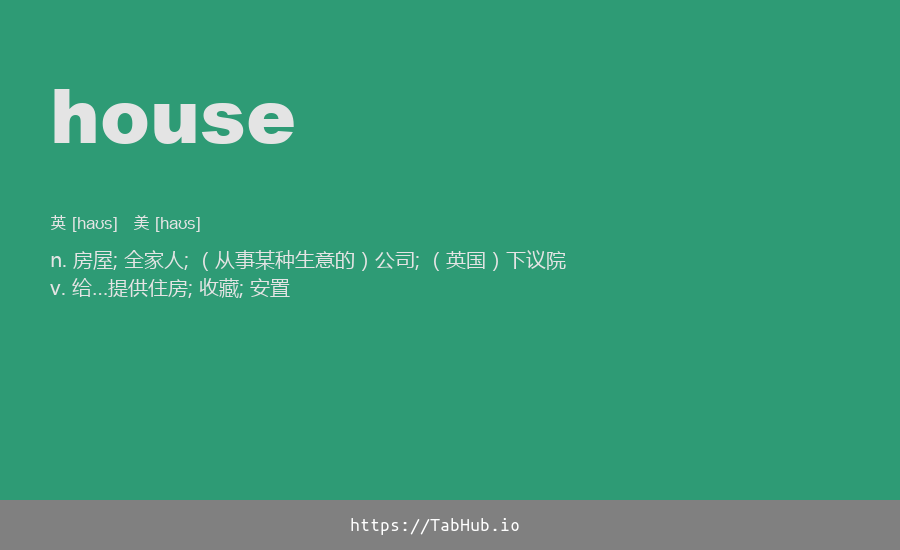 house
英 [haʊs] 美 [haʊs]
n. 房屋; 全家人; （从事某种生意的）公司; （英国）下议院
v. 给...提供住房; 收藏; 安置
https://TabHub.io